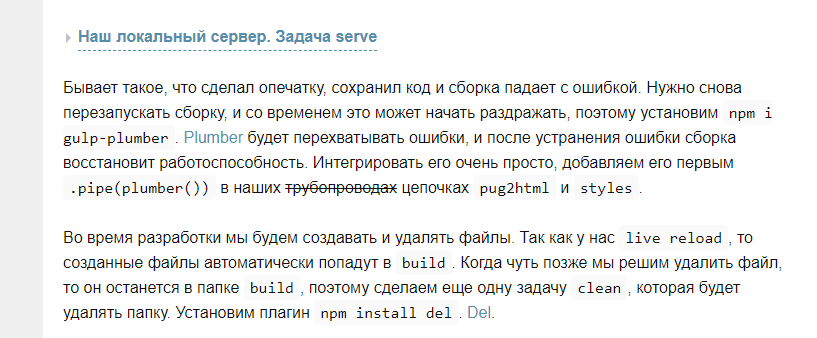 Наш локальный сервер. Задача serve
Бывает такое, что сделал опечатку, сохранил код и сборка падает с ошибкой. Нужно снова
перезапускать сборку, и со временем это может начать раздражать, поэтому установим npm i
gulp-plumber . Plumber будет перехватывать ошибки, и после устранения ошибки сборка
восстановит работоспособность. Интегрировать его очень просто, добавляем его первым
.pipe(plumber()) в наших трубопроводах цепочках pug2html и styles .
Во время разработки мы будем создавать и удалять файлы. Так как у нас live reload , то
созданные файлы автоматически попадут в build . Когда чуть позже мы решим удалить файл,
то он останется в папке build , поэтому сделаем еще одну задачу clean , которая будет
удалять папку. Установим плагин npm install del . Del.